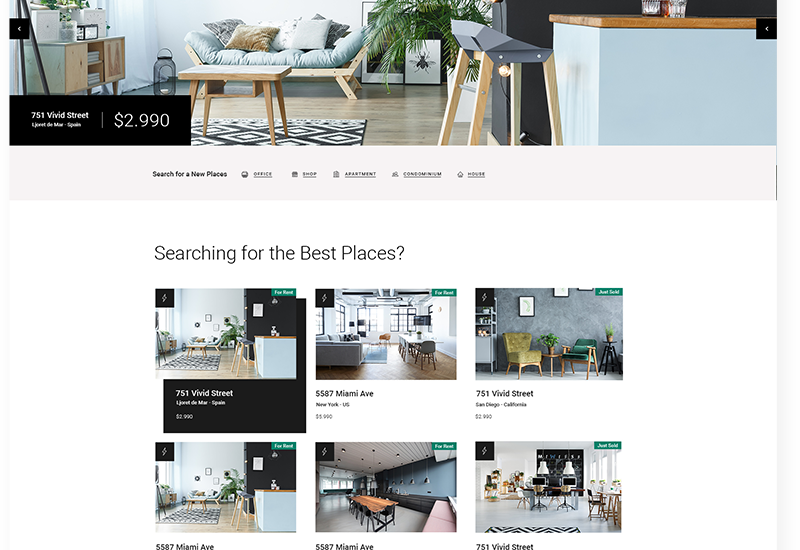 751 Vivid Street
Ljoret de Mar - Spain
$2.990
Search for a New Places
OFFICE
SHOP
APARTMENT
CONDOMINIUM
HOUSE
Searching for the Best Places?
For Rent
For Rent
Just Sold
751 Vivid Street
Ljoret de Mar - Spain
$2.990
5587 Miami Ave
New York - US
$5.990
751 Vivid Street
San Diego - California
$2.990
For Rent
For Rent
Just Sold
5587 Miami Ave
5587 Miami Ave
751 Vivid Street